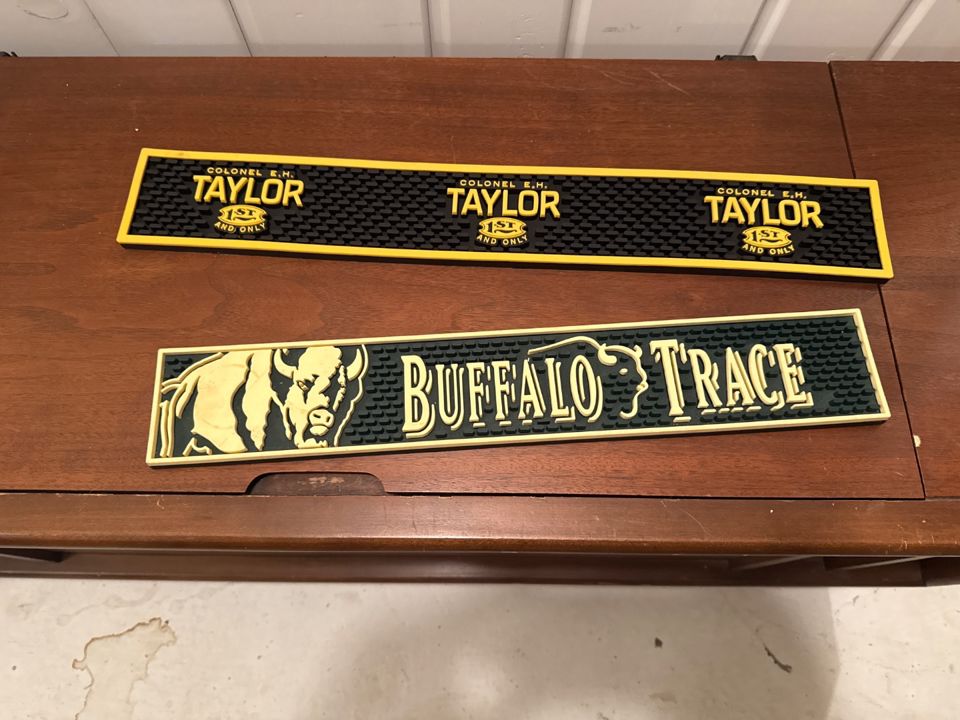 COLONEL E.H.
TAYLOR
1ST
AND ONLY
COLONEL E.H.
TAYLOR
1ST
AND ONLY
COLONEL E.H.
TAYLOR
1ST
AND ONLY
BUFFALO TRACE